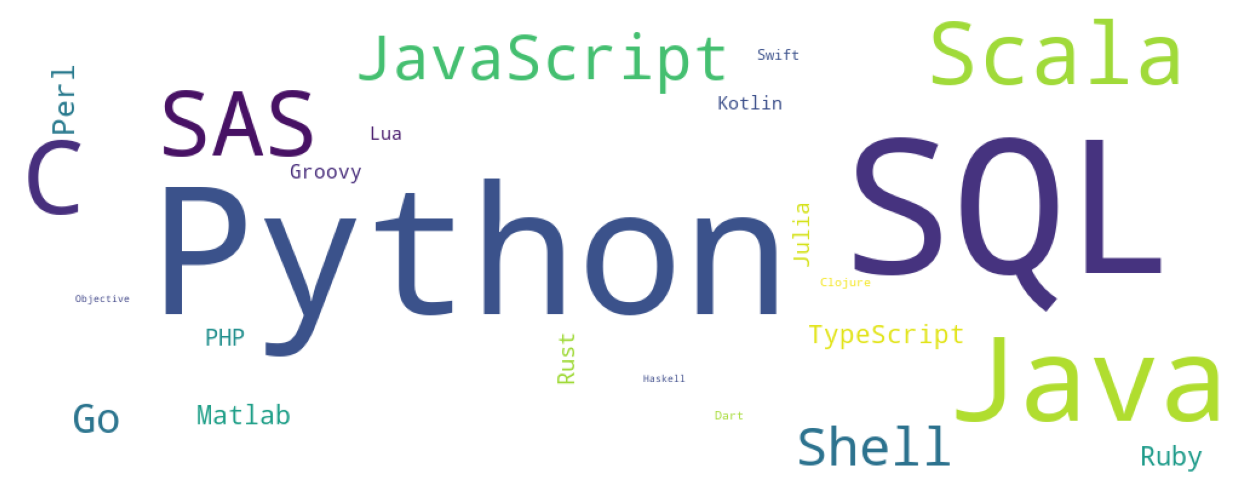 Scala
JavaScript
Swift
Perl
Kotlin
SAS
Lua
C
Groovy
SQL
Python
Julia
Clojure
Objective
PHP
TypeScript
Rust
Java
Haskell
Go
Matlab
Dart
Shell
Ruby